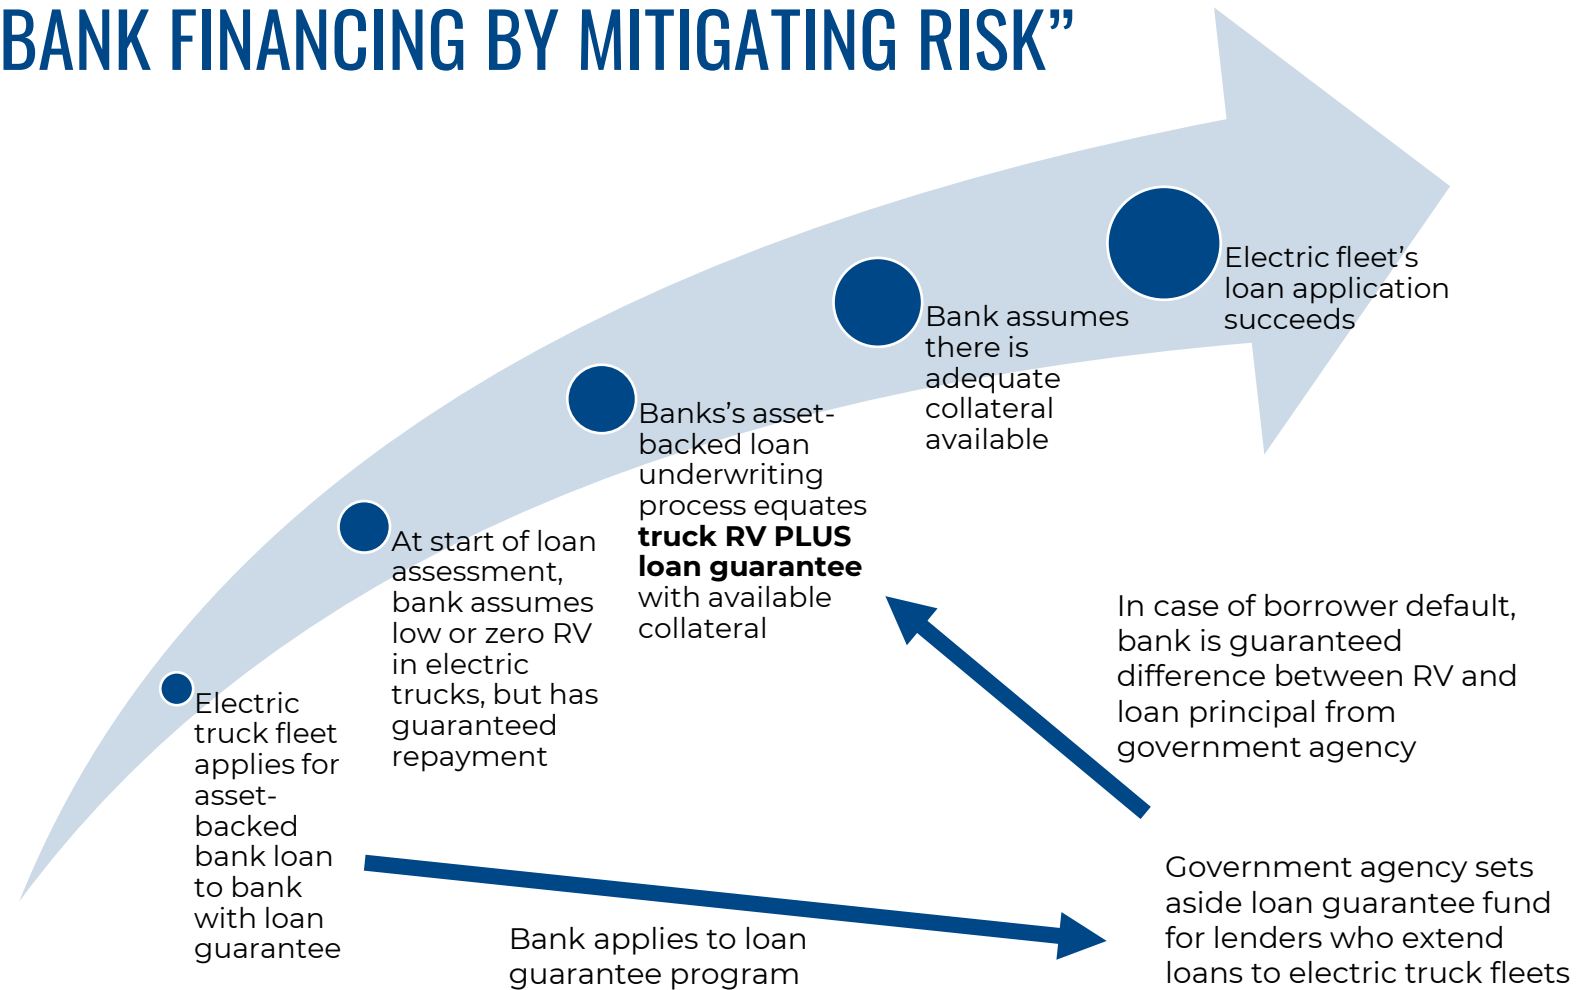 BANK FINANCING BY MITIGATING RISK”
Electric
truck fleet
applies for
asset-
backed
bank loan
to bank
with loan
guarantee
At start of loan
assessment,
bank assumes
low or zero RV
in electric
trucks, but has
guaranteed
repayment
Banks’s asset-
backed loan
underwriting
process equates
truck RV PLUS
loan guarantee
with available
collateral
Bank assumes
there is
adequate
collateral
available
Electric fleet’s
loan application
succeeds
Bank applies to loan
guarantee program
Government agency sets
aside loan guarantee fund
for lenders who extend
loans to electric truck fleets
In case of borrower default,
bank is guaranteed
difference between RV and
loan principal from
government agency